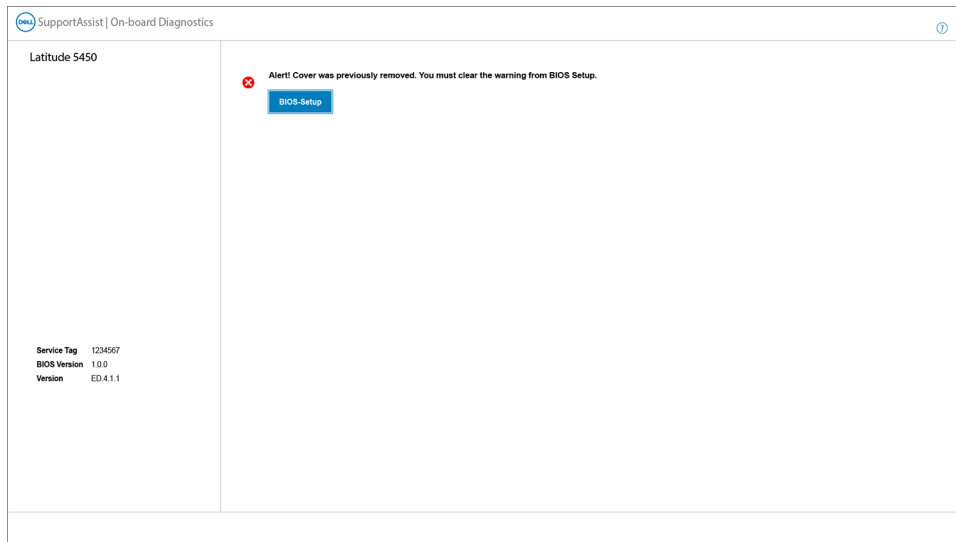 DELL SupportAssist | On-board Diagnostics
?
Latitude 5450
Alert! Cover was previously removed. You must clear the warning from BIOS Setup.
BIOS-Setup
Service Tag 1234567
BIOS Version 1.0.0
Version ED.4.1.1